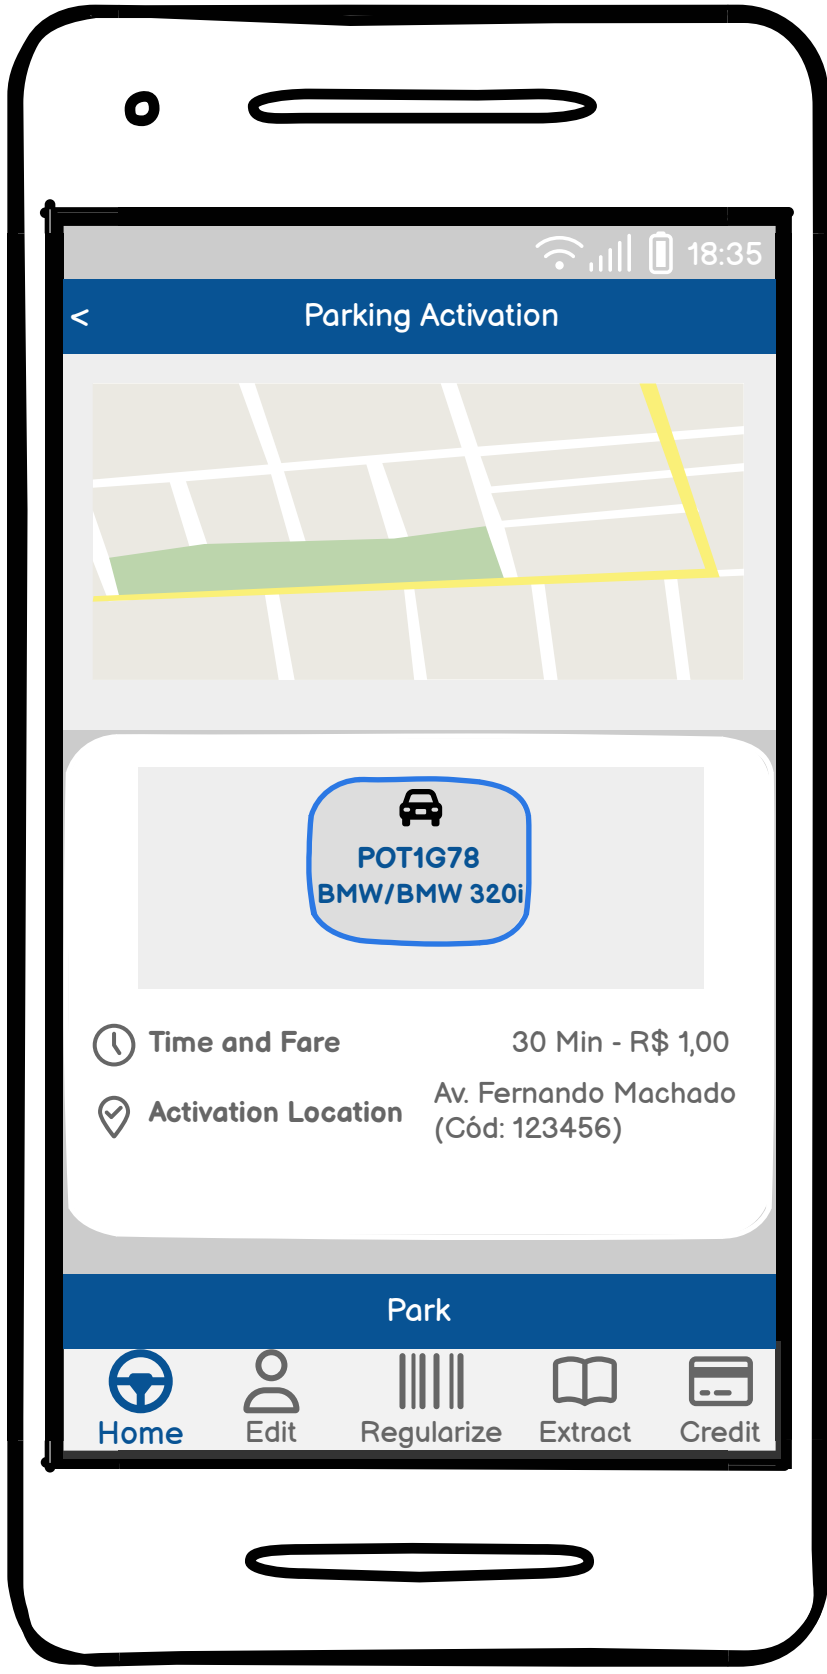 18:35
< Parking Activation
POT1G78
BMW/BMW 320i
Time and Fare 30 Min - R$ 1,00
Activation Location Av. Fernando Machado
(Cód: 123456)
Park
Home Edit Regularize Extract Credit